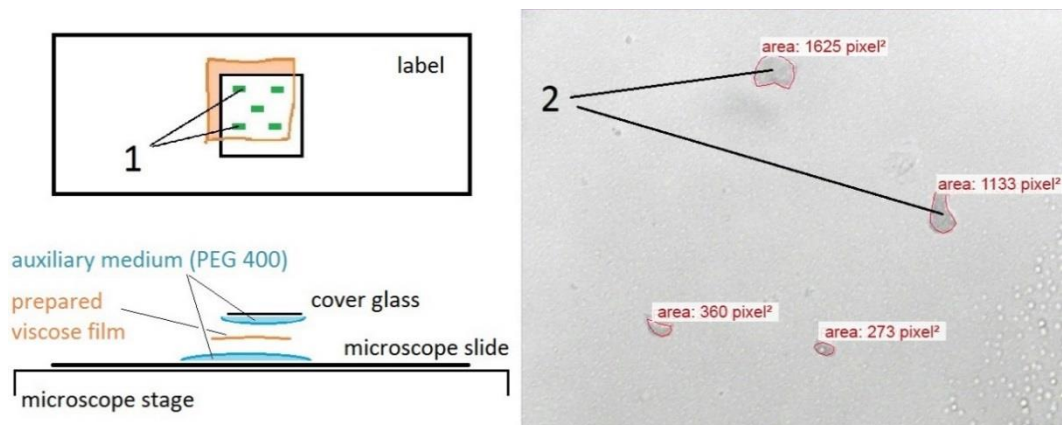 label
1
auxiliary medium (PEG 400)
cover glass
prepared
viscose film
microscope slide
microscope stage
area: 1625 pixel²
2
area: 1133 pixel²
area: 360 pixel²
area: 273 pixel²